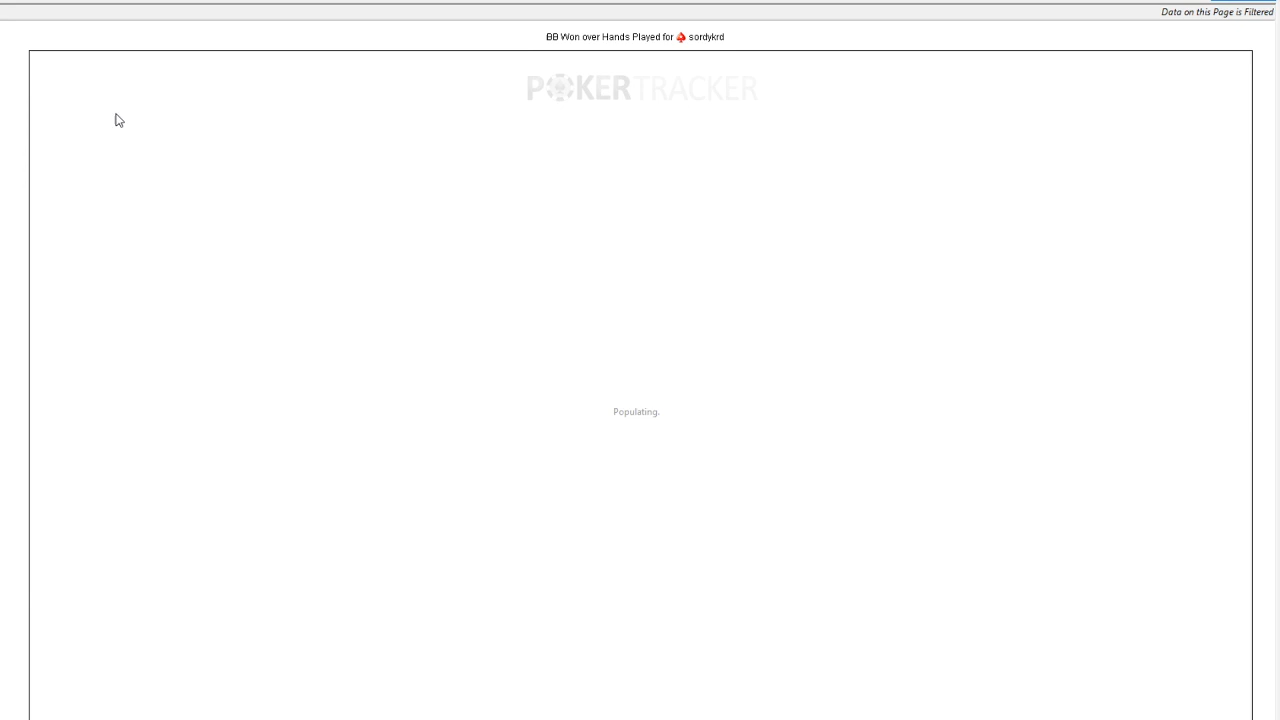 Data on this Page is Filtered
BB Won over Hands Played for sordykrd
POKERTRACKER
Populating.